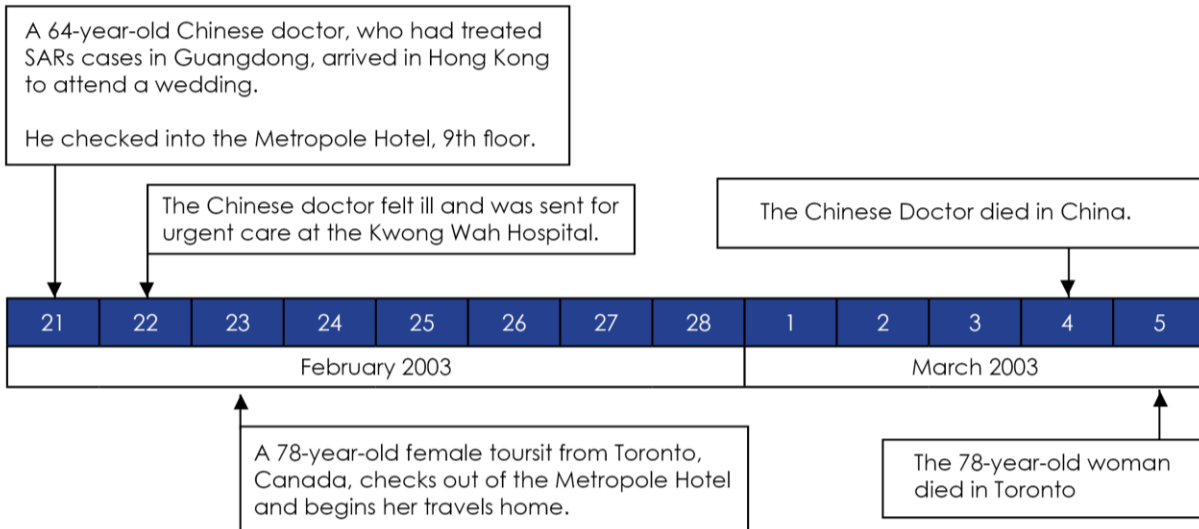 A 64-year-old Chinese doctor, who had treated
SARs cases in Guangdong, arrived in Hong Kong
to attend a wedding.
He checked into the Metropole Hotel, 9th floor.
The Chinese doctor felt ill and was sent for
urgent care at the Kwong Wah Hospital.
The Chinese Doctor died in China.
21 22 23 24 25 26 27 28 1 2 3 4 5
February 2003 March 2003
A 78-year-old female toursit from Toronto,
Canada, checks out of the Metropole Hotel
and begins her travels home.
The 78-year-old woman
died in Toronto